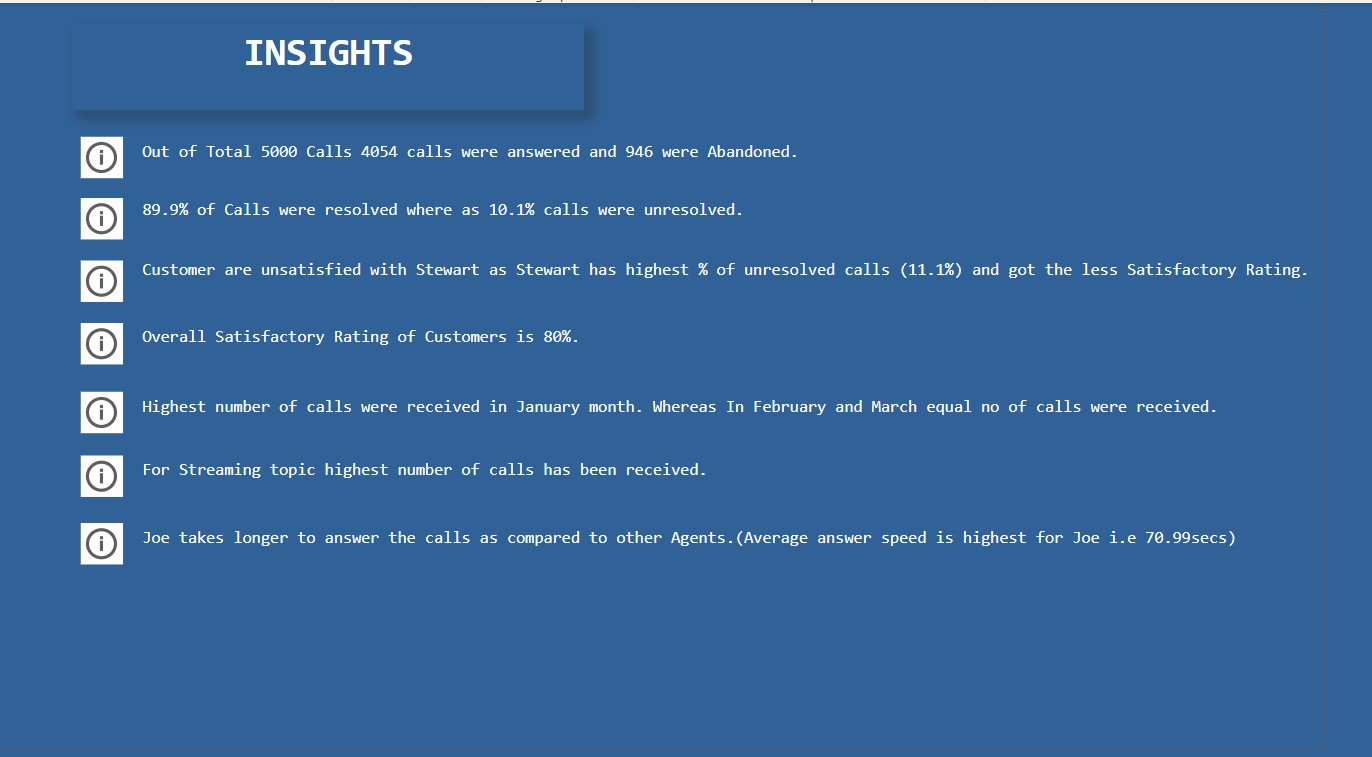 INSIGHTS
Out of Total 5000 Calls 4054 calls were answered and 946 were Abandoned.
89.9% of Calls were resolved where as 10.1% calls were unresolved.
Customer are unsatisfied with Stewart as Stewart has highest % of unresolved calls (11.1%) and got the less Satisfactory Rating.
Overall Satisfactory Rating of Customers is 80%.
Highest number of calls were received in January month. Whereas In February and March equal no of calls were received.
For Streaming topic highest number of calls has been received.
Joe takes longer to answer the calls as compared to other Agents.(Average answer speed is highest for Joe i.e 70.99secs)